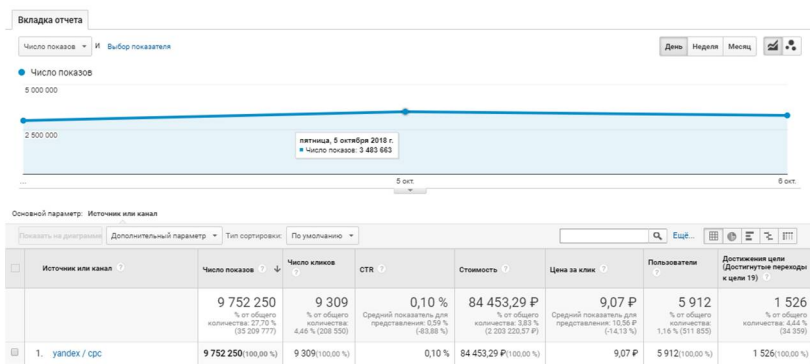 Вкладка отчета
Число показов И Выбор показателя День Неделя Месяц
Число показов
5 000 000
2 500 000
пятница, 5 октября 2018 г.
Число показов: 3 483 663
... 5 окт. 6 окт.
Основной параметр: Источник или канал
Показать на диаграмме Дополнительный параметр Тип сортировки: По умолчанию Ещё...
Источник или канал ? Число показов ? ↓ Число кликов ? CTR ? Стоимость ? Цена за клик ? Пользователи ? Достижения цели (Достигнутые переходы к цели 19) ?
9 752 250 9 309 0,10 % 84 453,29 ₽ 9,07 ₽ 5 912 1 526
% от общего количества: 27,70 % (35 209 777) % от общего количества: 4,46 % (208 550) Средний показатель для представления: 0,59 % (-83,88 %) % от общего количества: 3,83 % (2 203 220,57 ₽) Средний показатель для представления: 10,56 ₽ (-14,13 %) % от общего количества: 1,16 % (511 855) % от общего количества: 4,44 % (34 359)
1. yandex / cpc 9 752 250(100,00 %) 9 309(100,00 %) 0,10 % 84 453,29 ₽(100,00 %) 9,07 ₽ 5 912(100,00 %) 1 526(100,00 %)